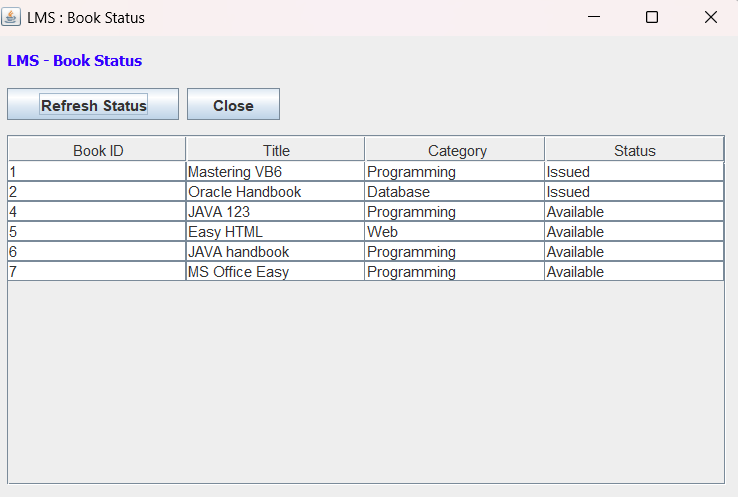 LMS : Book Status
LMS - Book Status
Refresh Status Close
Book ID Title Category Status
1 Mastering VB6 Programming Issued
2 Oracle Handbook Database Issued
4 JAVA 123 Programming Available
5 Easy HTML Web Available
6 JAVA handbook Programming Available
7 MS Office Easy Programming Available